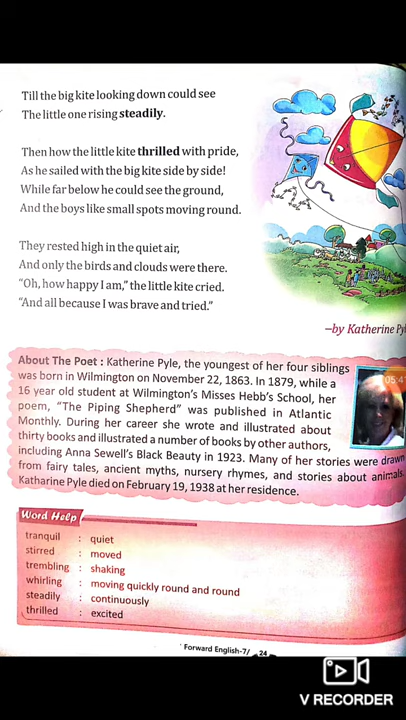 Till the big kite looking down could see
The little one rising steadily.
Then how the little kite thrilled with pride,
As he sailed with the big kite side by side!
While far below he could see the ground,
And the boys like small spots moving round.
They rested high in the quiet air,
And only the birds and clouds were there.
"Oh, how happy I am," the little kite cried.
"And all because I was brave and tried."
–by Katherine Py
About The Poet : Katherine Pyle, the youngest of her four siblings
was born in Wilmington on November 22, 1863. In 1879, while a
16 year old student at Wilmington's Misses Hebb's School, her
poem, "The Piping Shepherd" was published in Atlantic
Monthly. During her career she wrote and illustrated about
thirty books and illustrated a number of books by other authors,
including Anna Sewell's Black Beauty in 1923. Many of her stories were drawn
from fairy tales, ancient myths, nursery rhymes, and stories about animals.
Katharine Pyle died on February 19, 1938 at her residence.
05:4
Word Help
tranquil : quiet
stirred : moved
trembling : shaking
whirling : moving quickly round and round
steadily : continuously
thrilled : excited
Forward English-7/ 24
V RECORDER